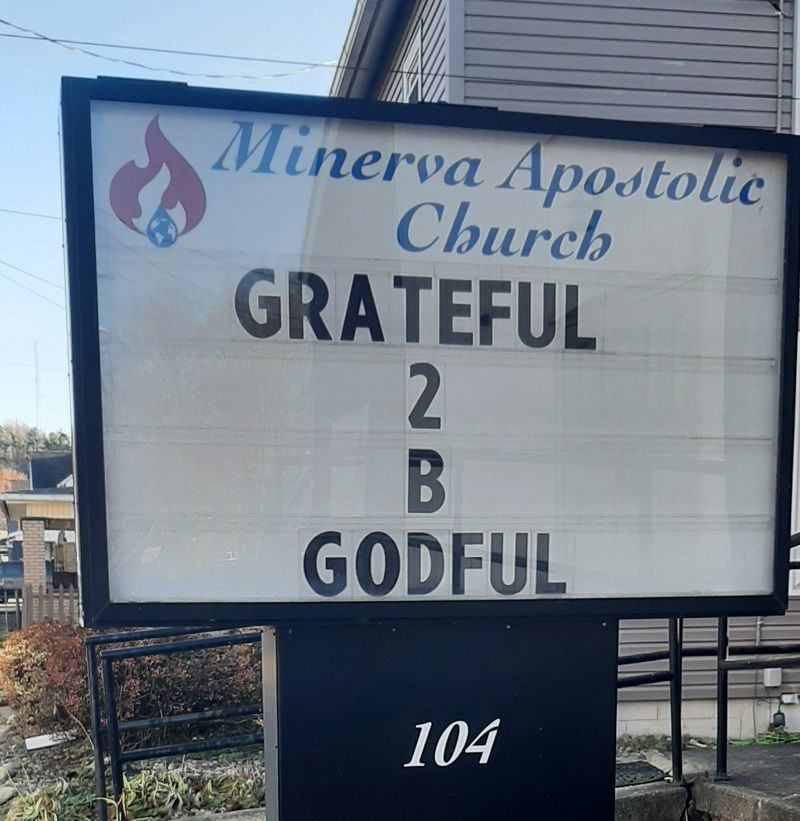 Minerva Apostolic
Church
GRATEFUL
2
B
GODFUL
104